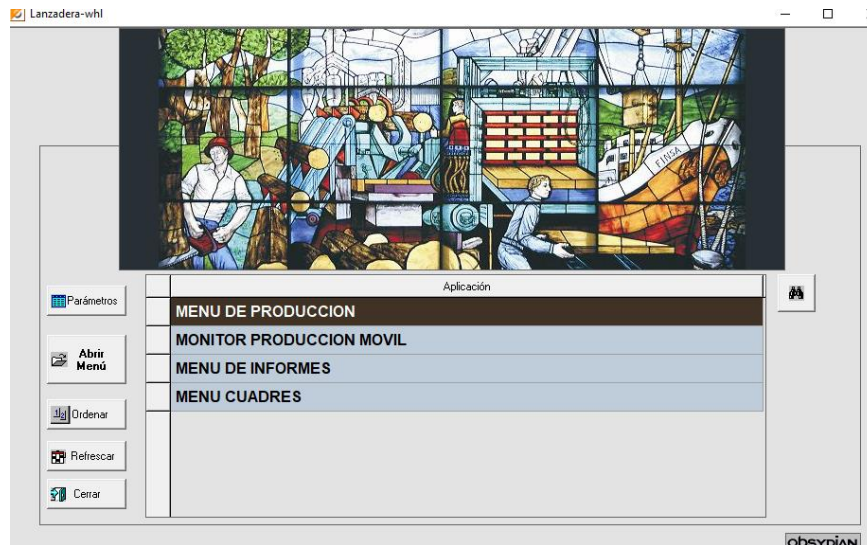 Lanzadera-whl
FINSA
Aplicación
Parámetros
MENU DE PRODUCCION
MONITOR PRODUCCION MOVIL
Abrir
Menú
MENU DE INFORMES
MENU CUADRES
Ordenar
Refrescar
Cerrar
obsyDiAN